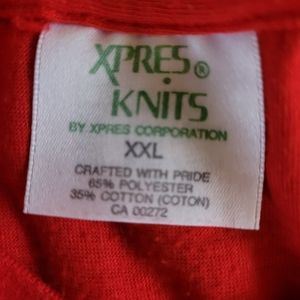 XPRES®
KNITS
BY XPRES CORPORATION
XXL
CRAFTED WITH PRIDE
65% POLYESTER
35% COTTON (COTON)
CA 00272